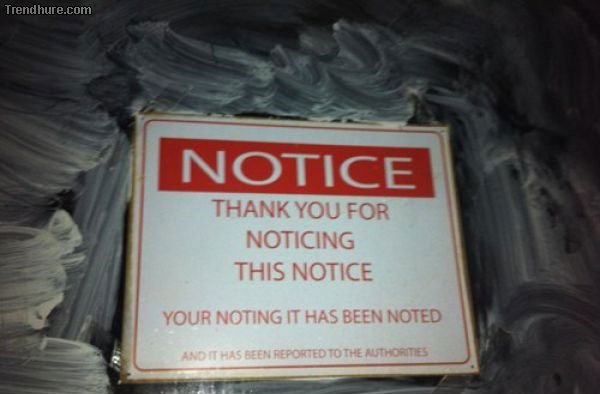 Trendhure.com
NOTICE
THANK YOU FOR
NOTICING
THIS NOTICE
YOUR NOTING IT HAS BEEN NOTED
AND IT HAS BEEN REPORTED TO THE AUTHORITIES